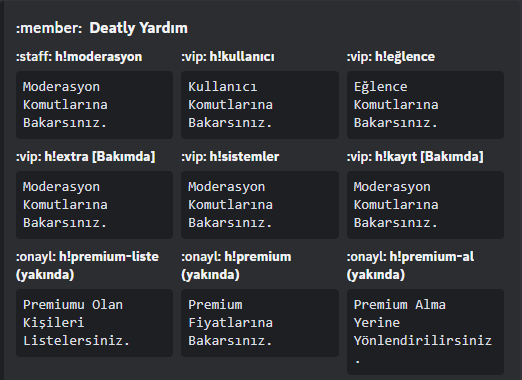 :member: Deatly Yardım
:staff: h!moderasyon
Moderasyon
Komutlarına
Bakarsınız.
:vip: h!kullanıcı
Kullanıcı
Komutlarına
Bakarsınız.
:vip: h!eğlence
Eğlence
Komutlarına
Bakarsınız.
:vip: h!extra [Bakımda]
Moderasyon
Komutlarına
Bakarsınız.
:vip: h!sistemler
Moderasyon
Komutlarına
Bakarsınız.
:vip: h!kayıt [Bakımda]
Moderasyon
Komutlarına
Bakarsınız.
:onayl: h!premium-liste
(yakında)
Premiumu Olan
Kişileri
Listelersiniz.
:onayl: h!premium
(yakında)
Premium
Fiyatlarına
Bakarsınız.
:onayl: h!premium-al
(yakında)
Premium Alma
Yerine
Yönlendirilirsiniz
.